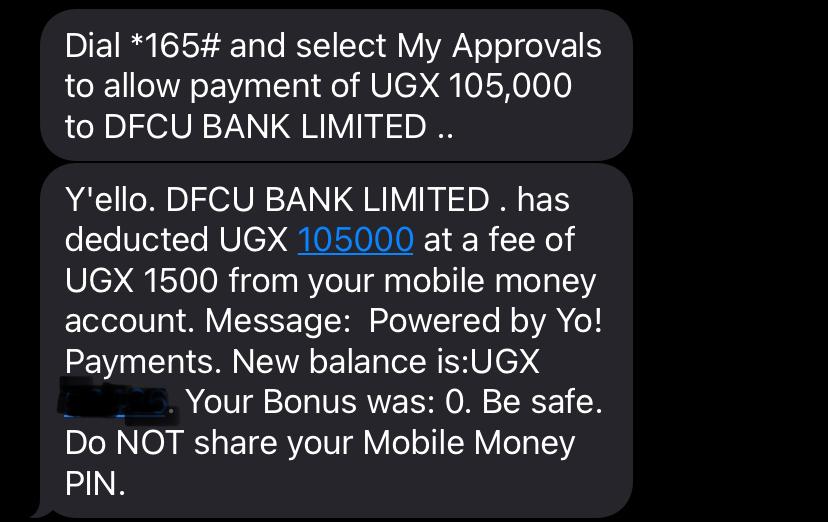 Dial *165# and select My Approvals
to allow payment of UGX 105,000
to DFCU BANK LIMITED ..
Y'ello. DFCU BANK LIMITED . has
deducted UGX 105000 at a fee of
UGX 1500 from your mobile money
account. Message:  Powered by Yo!
Payments. New balance is:UGX
. Your Bonus was: 0. Be safe.
Do NOT share your Mobile Money
PIN.